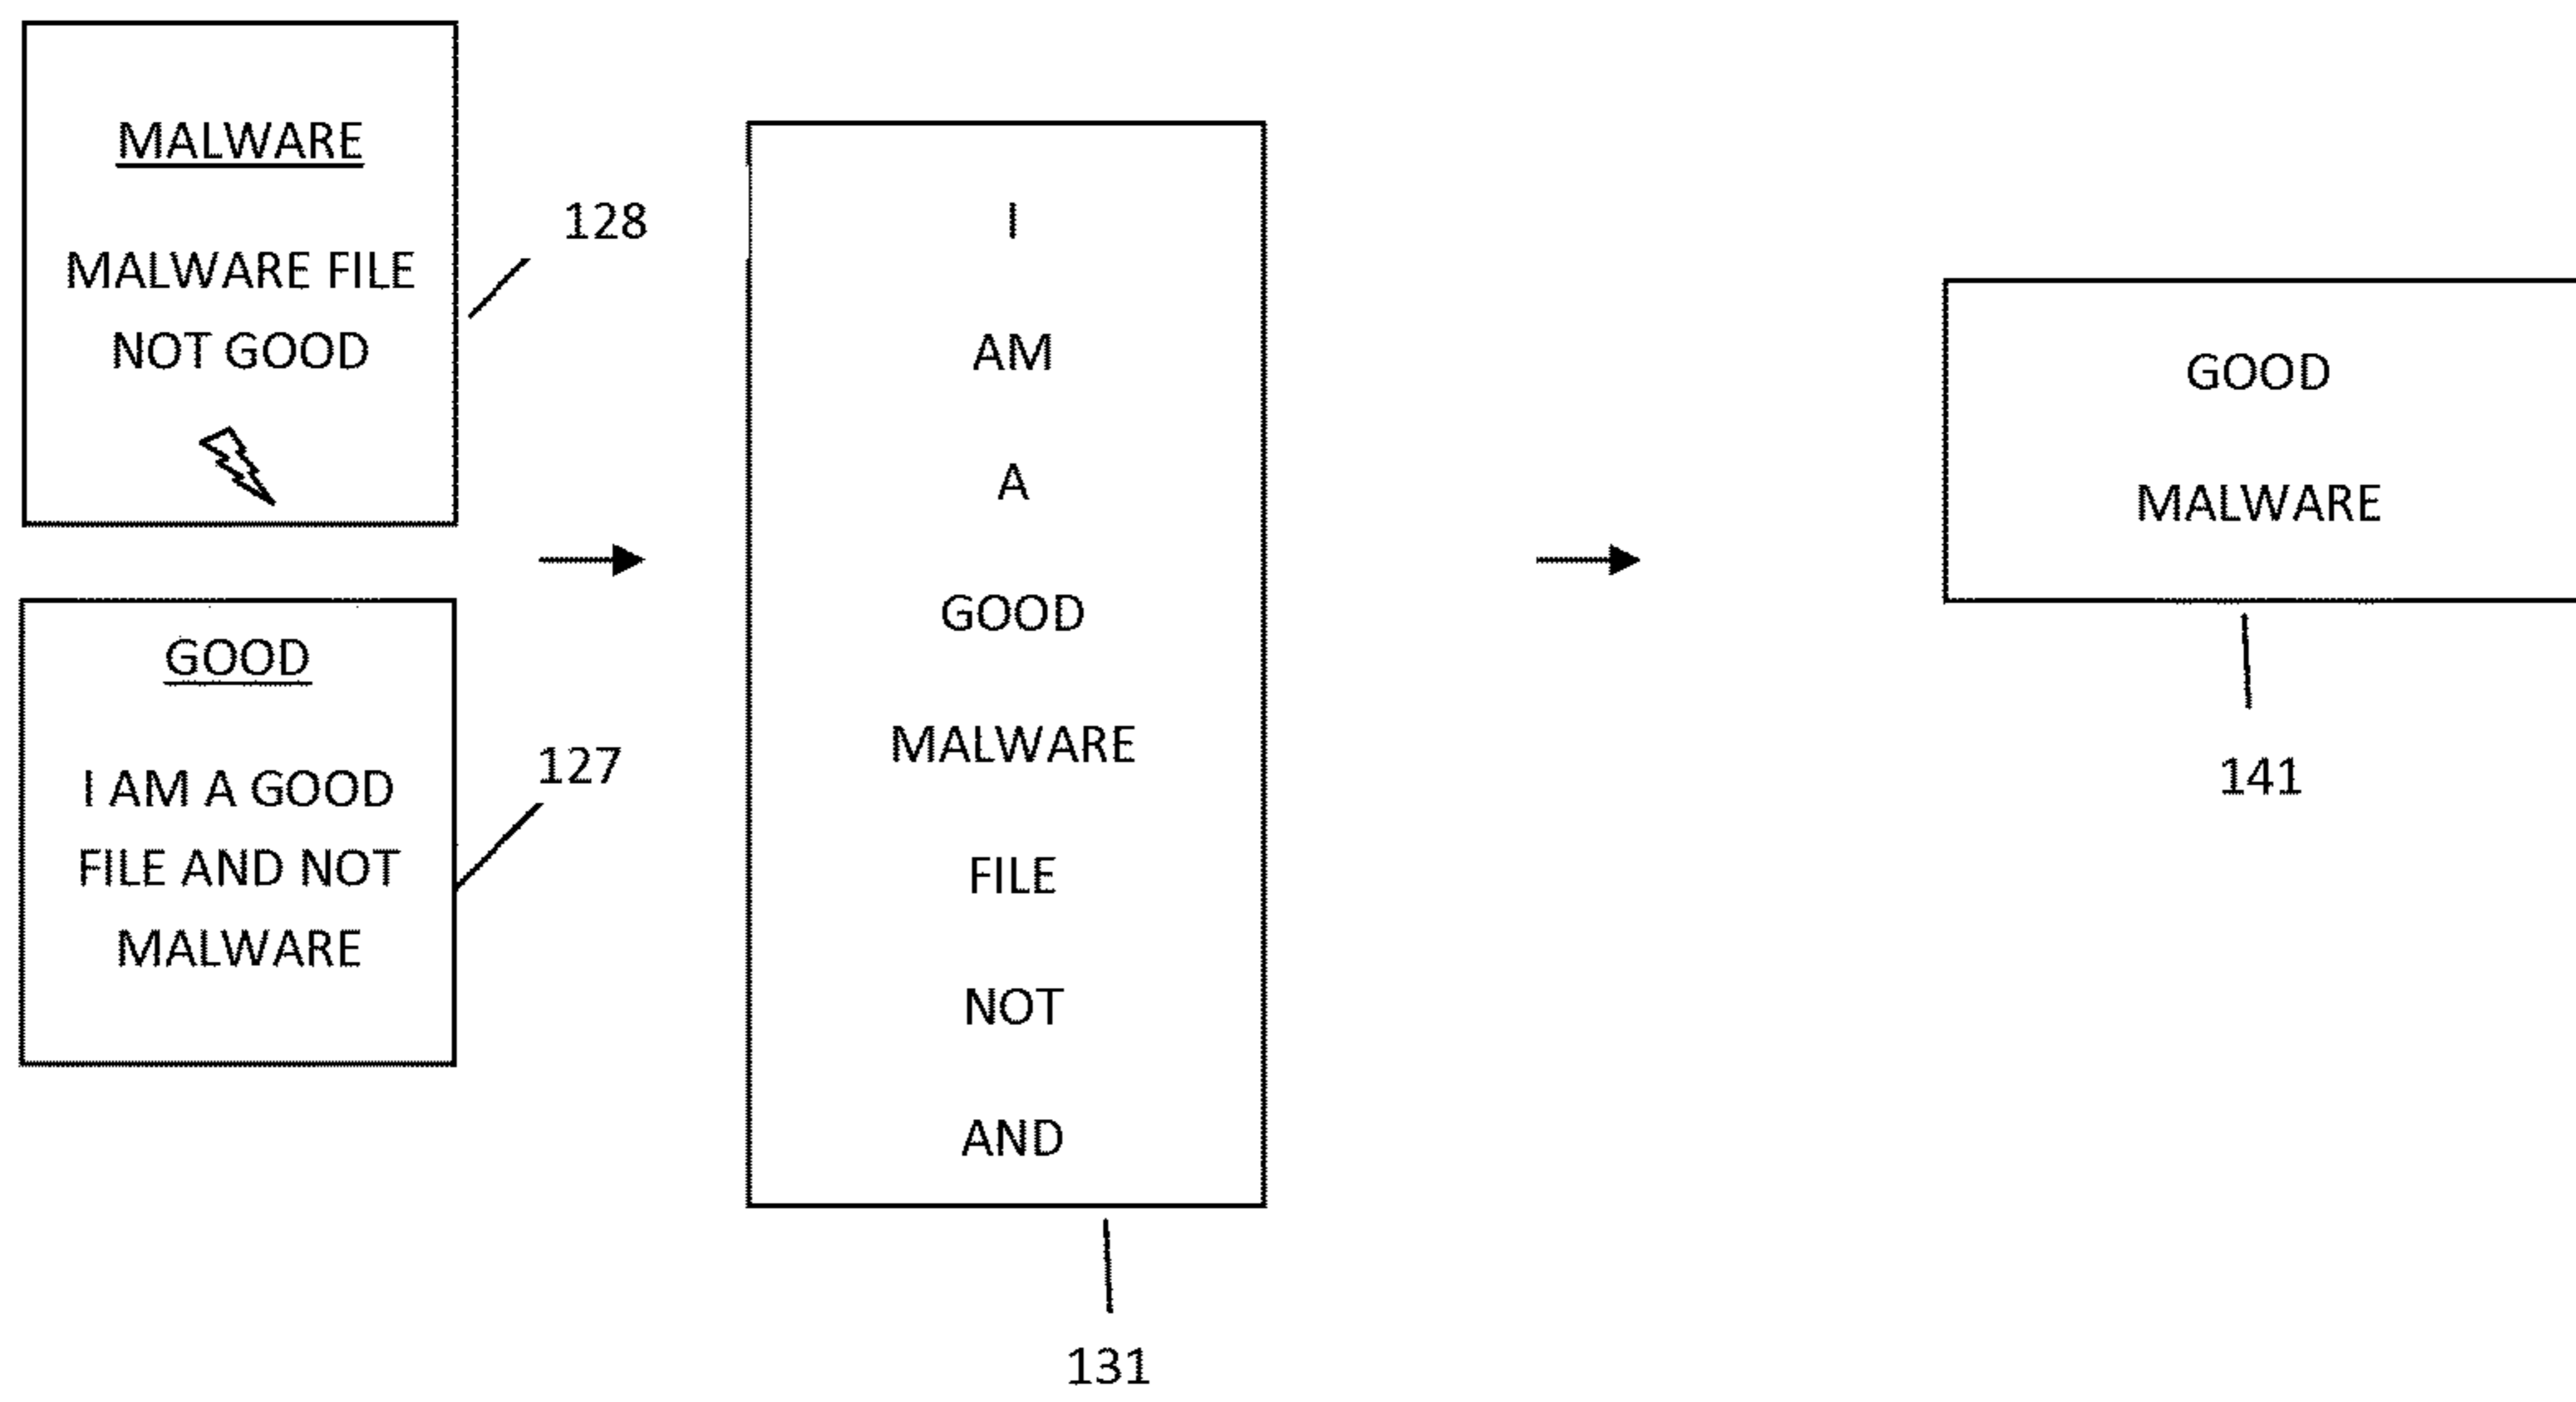 MALWARE
MALWARE FILE
NOT GOOD
128
GOOD
I AM A GOOD
FILE AND NOT
MALWARE
127
I
AM
A
GOOD
MALWARE
FILE
NOT
AND
131
GOOD
MALWARE
141